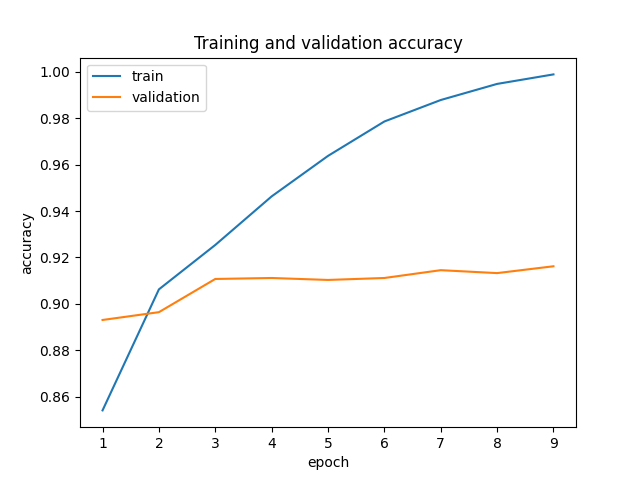 Training and validation accuracy
train
validation
1.00
0.98
0.96
0.94
0.92
0.90
0.88
0.86
accuracy
1 2 3 4 5 6 7 8 9
epoch